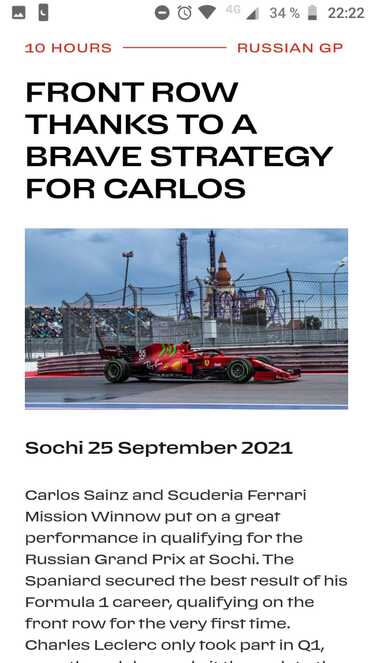 4G 34 % 22:22
10 HOURS RUSSIAN GP
FRONT ROW
THANKS TO A
BRAVE STRATEGY
FOR CARLOS
Sochi 25 September 2021
Carlos Sainz and Scuderia Ferrari
Mission Winnow put on a great
performance in qualifying for the
Russian Grand Prix at Sochi. The
Spaniard secured the best result of his
Formula 1 career, qualifying on the
front row for the very first time.
Charles Leclerc only took part in Q1,